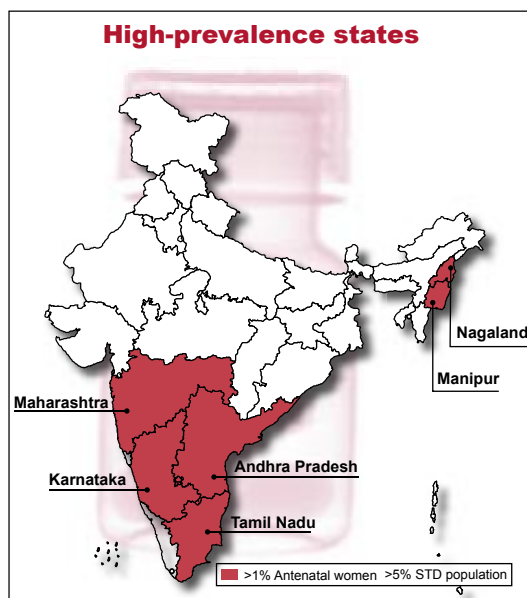 High-prevalence states
Nagaland
Manipur
Maharashtra
Andhra Pradesh
Karnataka
Tamil Nadu
>1% Antenatal women >5% STD population